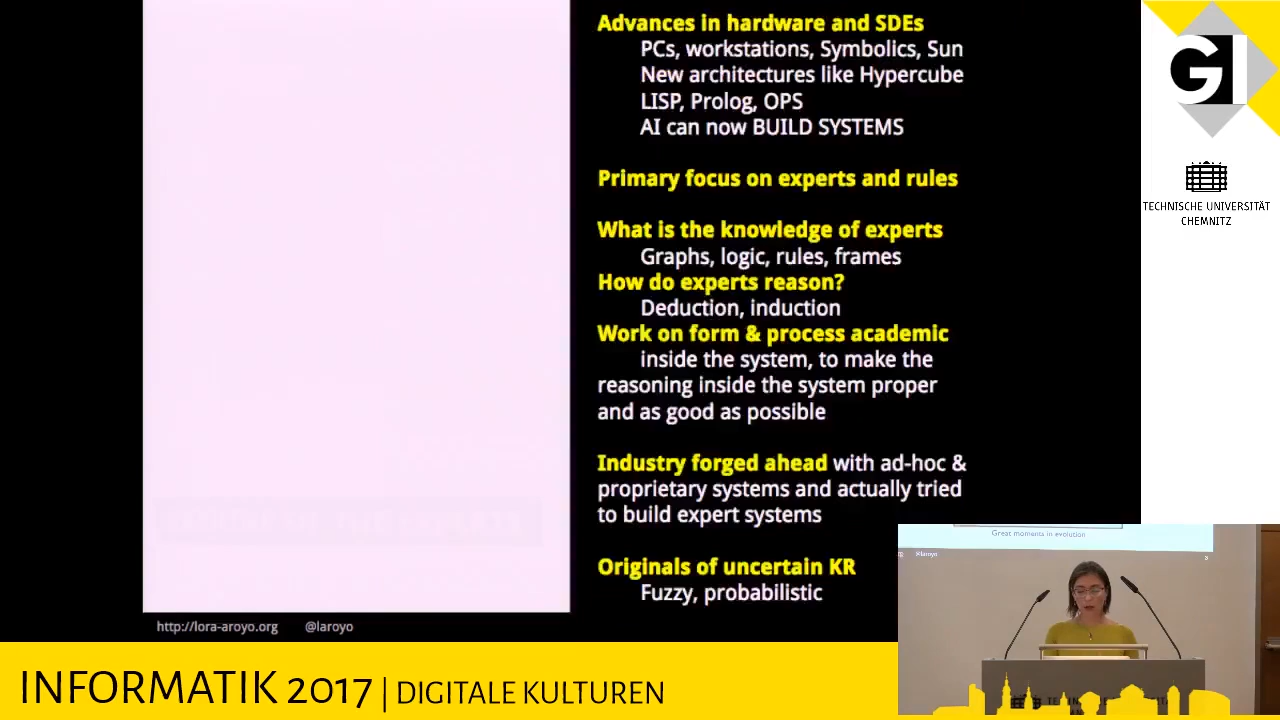 Advances in hardware and SDEs
PCs, workstations, Symbolics, Sun
New architectures like Hypercube
LISP, Prolog, OPS
AI can now BUILD SYSTEMS
Primary focus on experts and rules
What is the knowledge of experts
Graphs, logic, rules, frames
How do experts reason?
Deduction, induction
Work on form & process academic
inside the system, to make the
reasoning inside the system proper
and as good as possible
Industry forged ahead with ad-hoc &
proprietary systems and actually tried
to build expert systems
Originals of uncertain KR
Fuzzy, probabilistic
http://lora-aroyo.org @laroyo
GI
TECHNISCHE UNIVERSITÄT
CHEMNITZ
Great moments in evolution
@laroyo
INFORMATIK 2017 | DIGITALE KULTUREN